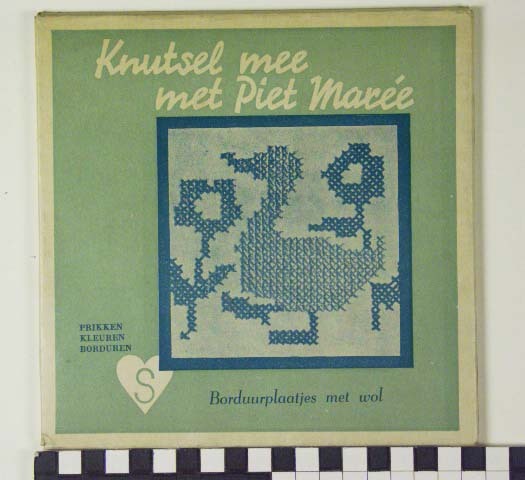 Knutsel mee
met Piet Marée
PRIKKEN
KLEUREN
BORDUREN
S
Borduurplaatjes met wol